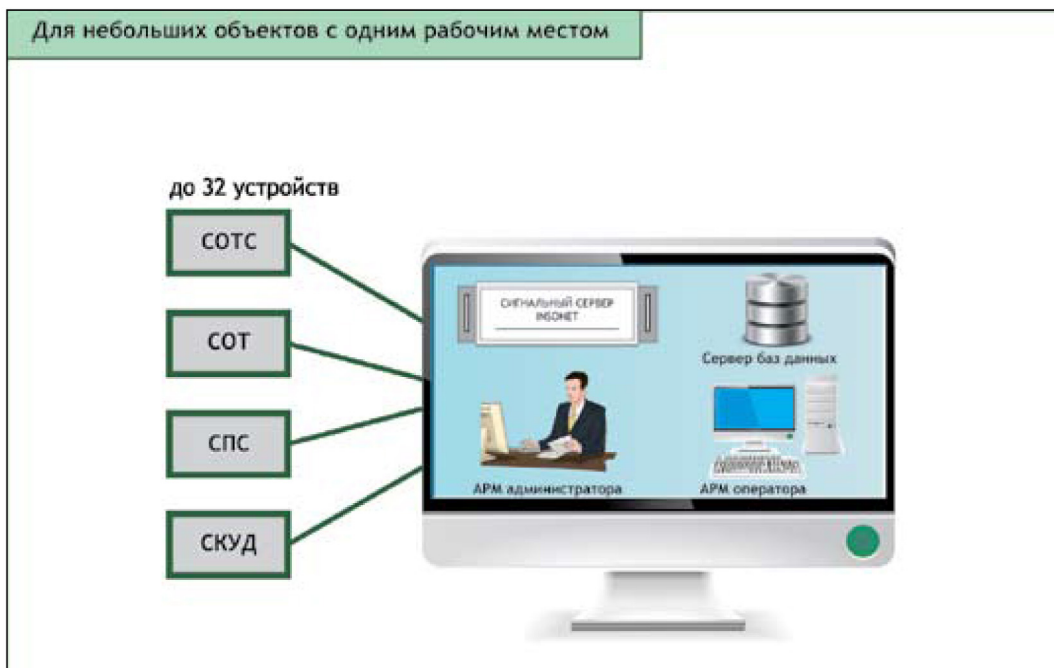 Для небольших объектов с одним рабочим местом
до 32 устройств
СОТС
СОТ
СПС
СКУД
СИГНАЛЬНЫЙ СЕРВЕР
INSONET
Сервер баз данных
АРМ администратора
АРМ оператора